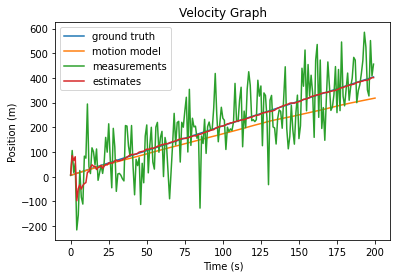 Velocity Graph
ground truth
motion model
measurements
estimates
600
500
400
300
200
100
0
−100
−200
Position (m)
0
25
50
75
100
125
150
175
200
Time (s)